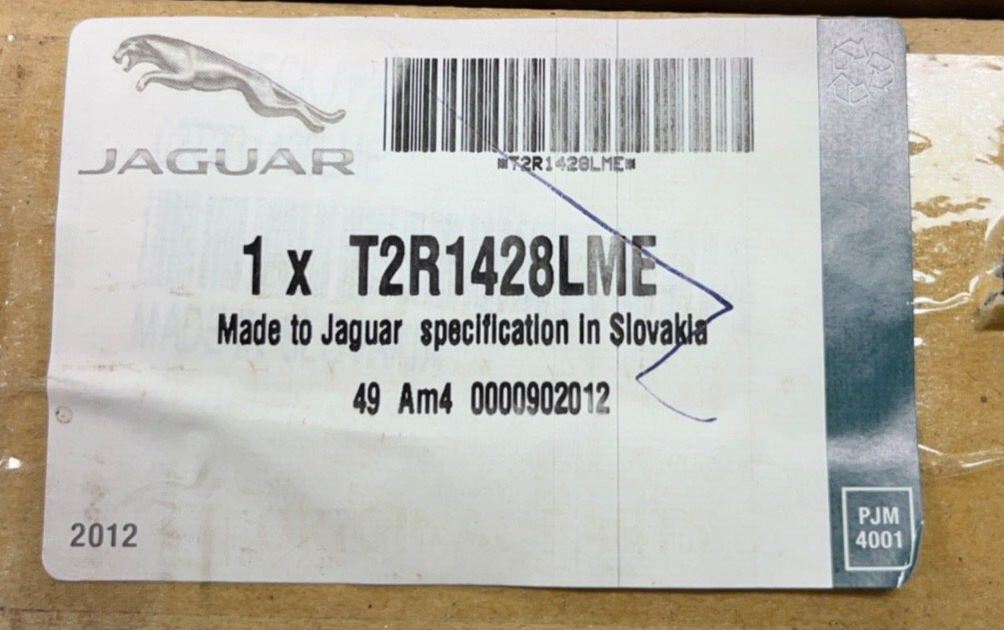 JAGUAR
*T2R1428LME*
1 x T2R1428LME
Made to Jaguar specification in Slovakia
49 Am4 0000902012
2012
PJM
4001